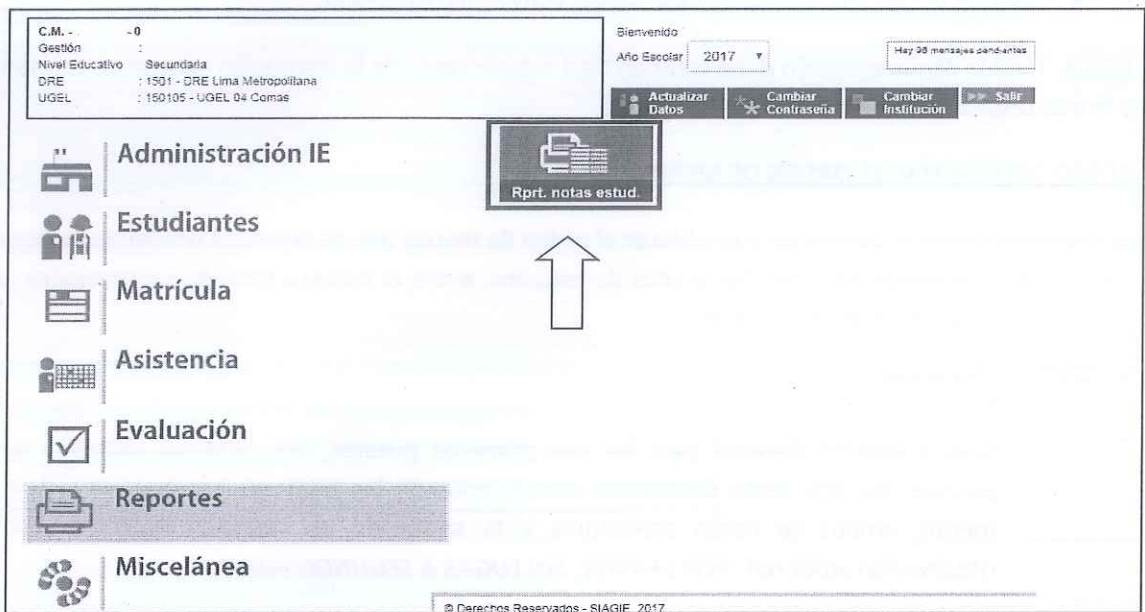 C.M. - - 0
Gestión :
Nivel Educativo Secundaria
DRE : 1501 - DRE Lima Metropolitana
UGEL : 150105 - UGEL 04 Comas
Bienvenido
Año Escolar 2017
Hay 36 mensajes pendientes
Actualizar Datos
Cambiar Contraseña
Cambiar Institución
Salir
Rprt. notas estud.
Administración IE
Estudiantes
Matrícula
Asistencia
Evaluación
Reportes
Miscelánea
© Derechos Reservados - SIAGIE 2017